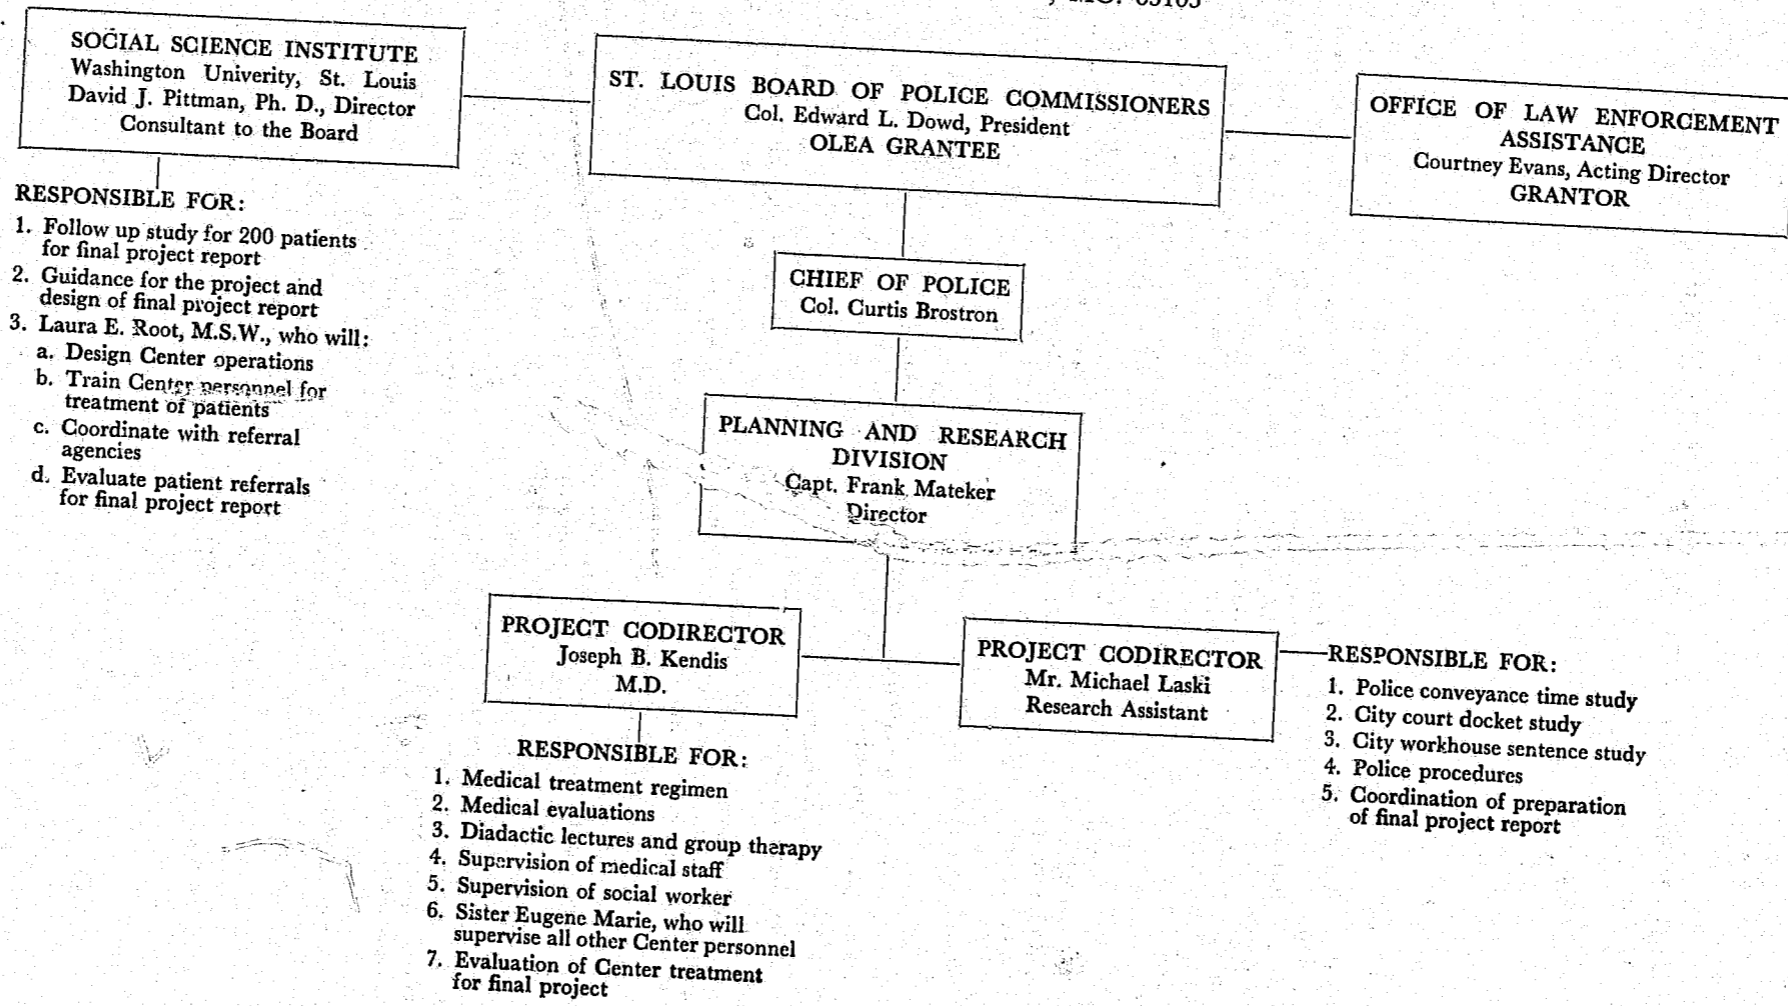 MO. 63103
SOCIAL SCIENCE INSTITUTE
Washington Univerity, St. Louis
David J. Pittman, Ph. D., Director
Consultant to the Board
ST. LOUIS BOARD OF POLICE COMMISSIONERS
Col. Edward L. Dowd, President
OLEA GRANTEE
OFFICE OF LAW ENFORCEMENT
ASSISTANCE
Courtney Evans, Acting Director
GRANTOR
RESPONSIBLE FOR:
1. Follow up study for 200 patients
for final project report
2. Guidance for the project and
design of final project report
3. Laura E. Root, M.S.W., who will:
a. Design Center operations
b. Train Center personnel for
treatment of patients
c. Coordinate with referral
agencies
d. Evaluate patient referrals
for final project report
CHIEF OF POLICE
Col. Curtis Brostron
PLANNING AND RESEARCH
DIVISION
Capt. Frank Mateker
Director
PROJECT CODIRECTOR
Joseph B. Kendis
M.D.
RESPONSIBLE FOR:
1. Medical treatment regimen
2. Medical evaluations
3. Diadactic lectures and group therapy
4. Supervision of medical staff
5. Supervision of social worker
6. Sister Eugene Marie, who will
supervise all other Center personnel
7. Evaluation of Center treatment
for final project
PROJECT CODIRECTOR
Mr. Michael Laski
Research Assistant
RESPONSIBLE FOR:
1. Police conveyance time study
2. City court docket study
3. City workhouse sentence study
4. Police procedures
5. Coordination of preparation
of final project report